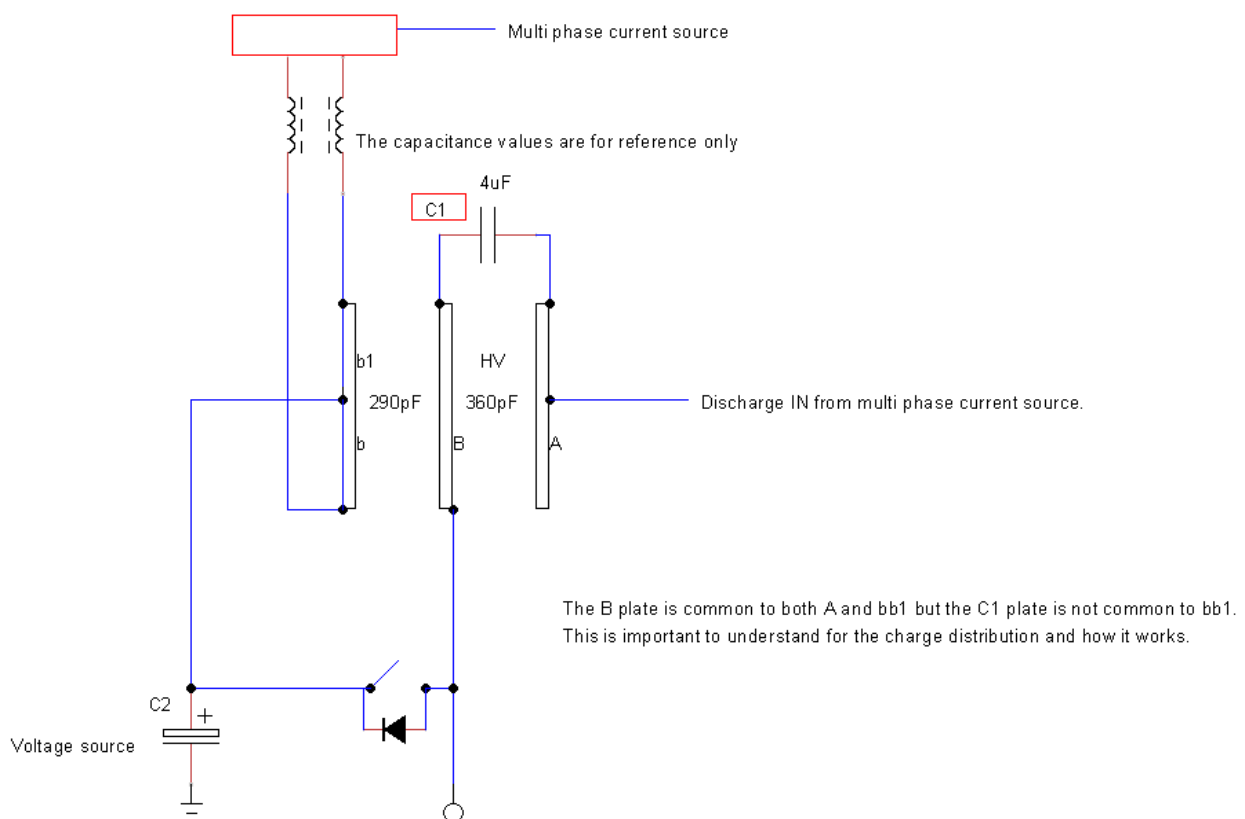 Multi phase current source
The capacitance values are for reference only
4uF
C1
b1
HV
290pF
360pF
Discharge IN from multi phase current source.
b
B
A
The B plate is common to both A and bb1 but the C1 plate is not common to bb1.
This is important to understand for the charge distribution and how it works.
C2
+
Voltage source